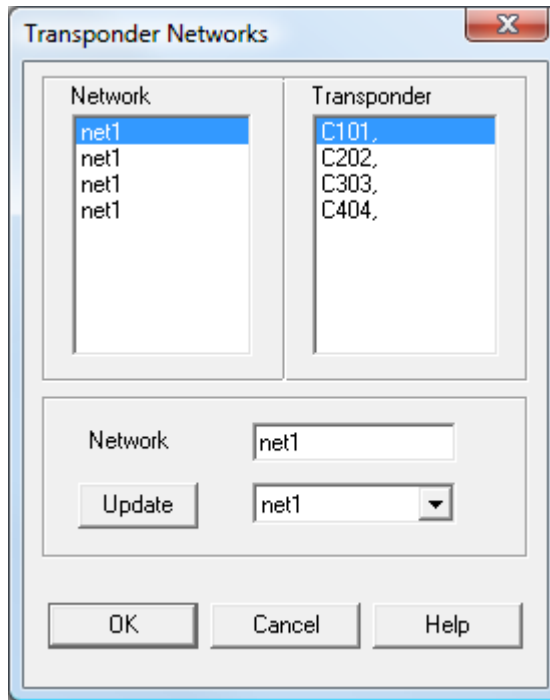 Transponder Networks
Network
net1
net1
net1
net1
Transponder
C101,
C202,
C303,
C404,
Network
net1
Update
net1
OK
Cancel
Help